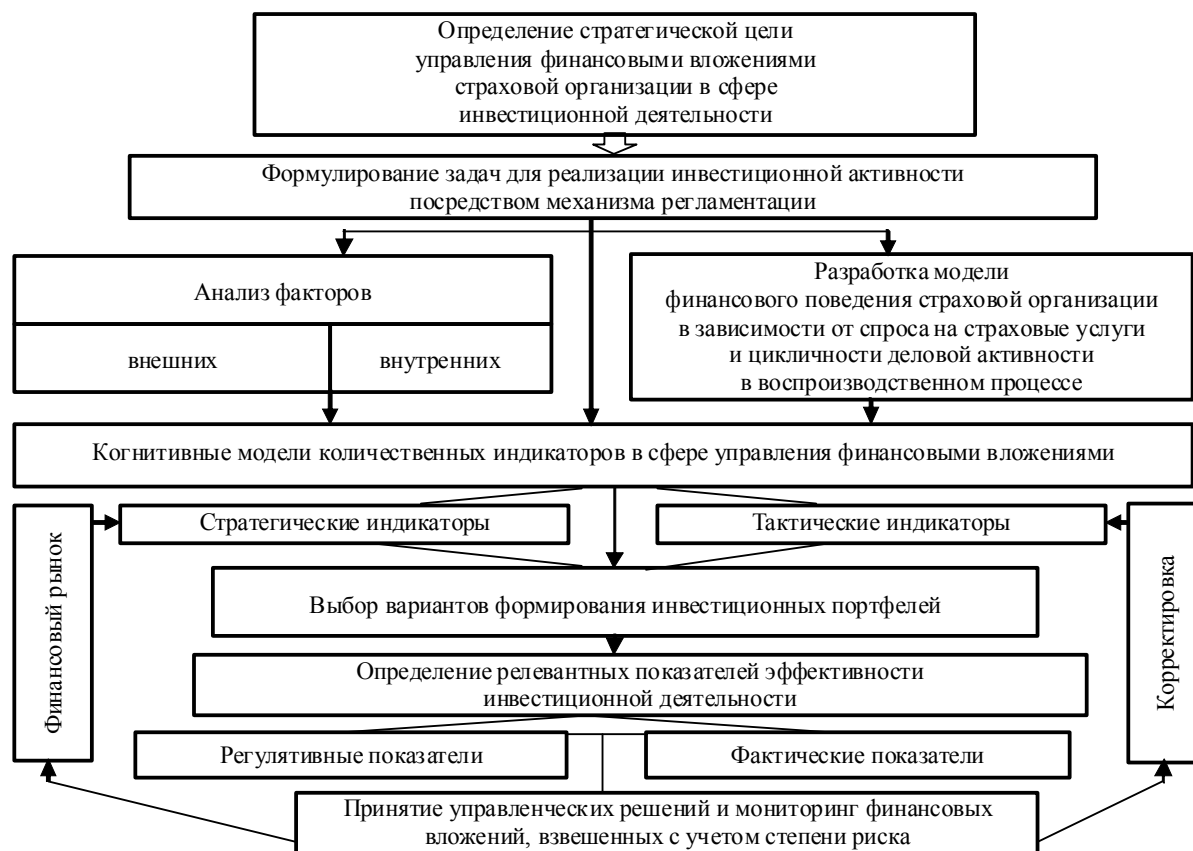 Определение стратегической цели
управления финансовыми вложениями
страховой организации в сфере
инвестиционной деятельности
Формулирование задач для реализации инвестиционной активности
посредством механизма регламентации
Анализ факторов
внешних
внутренних
Разработка модели
финансового поведения страховой организации
в зависимости от спроса на страховые услуги
и цикличности деловой активности
в воспроизводственном процессе
Когнитивные модели количественных индикаторов в сфере управления финансовыми вложениями
Финансовый рынок
Стратегические индикаторы
Тактические индикаторы
Корректировка
Выбор вариантов формирования инвестиционных портфелей
Определение релевантных показателей эффективности
инвестиционной деятельности
Регулятивные показатели
Фактические показатели
Принятие управленческих решений и мониторинг финансовых
вложений, взвешенных с учетом степени риска